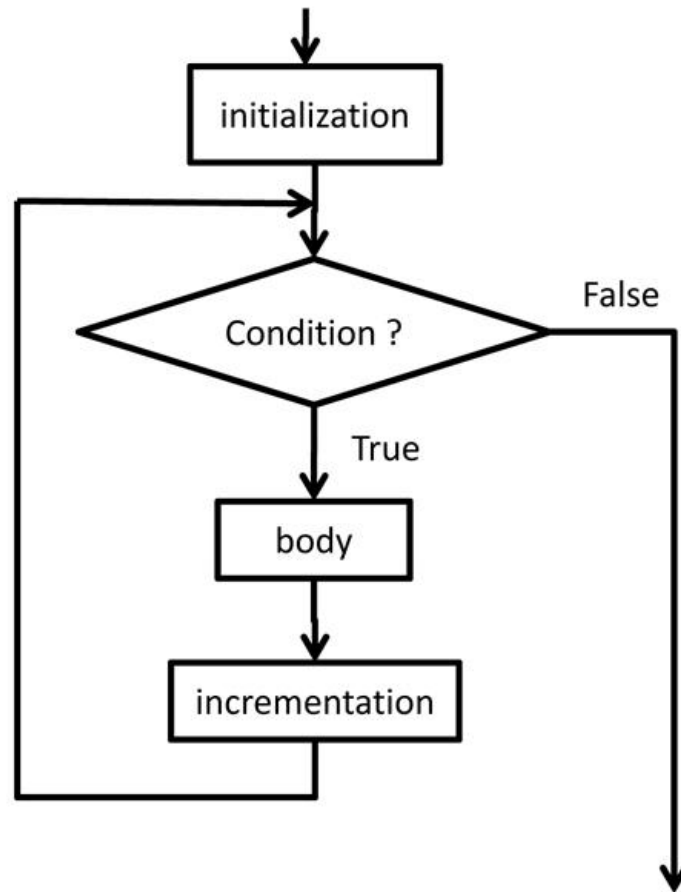 initialization
Condition ?
False
True
body
incrementation